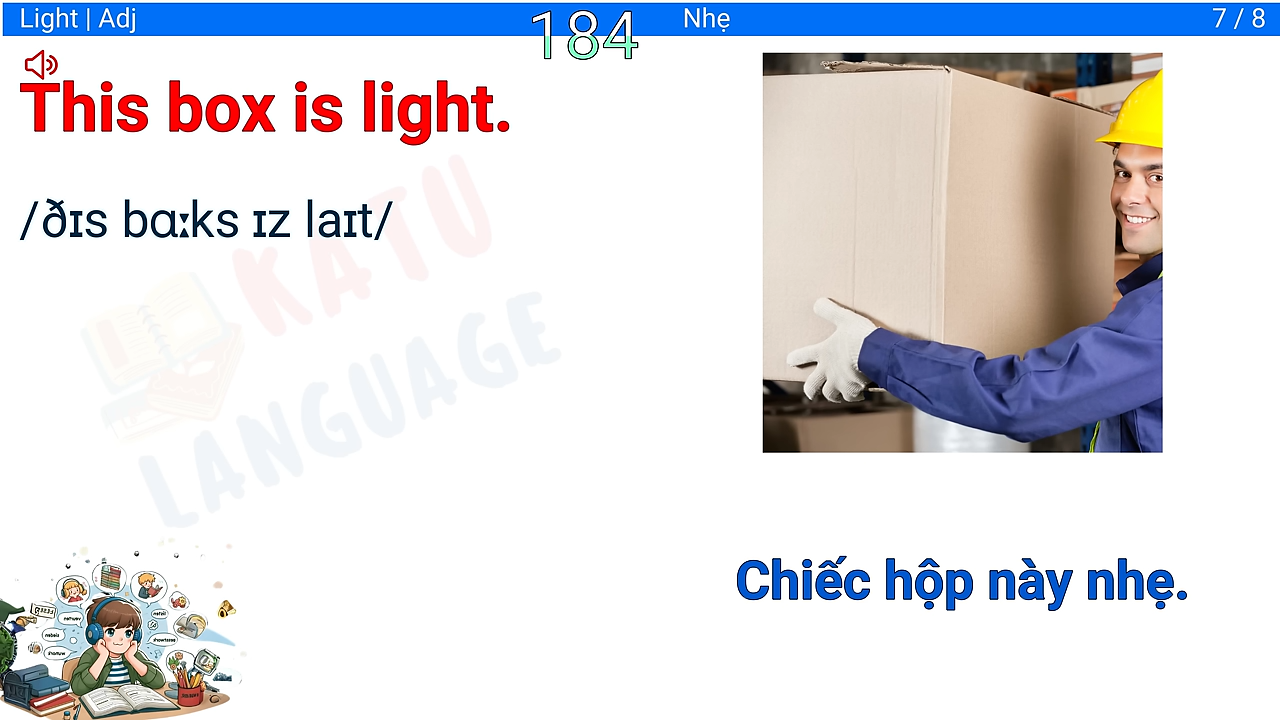 Light | Adj
184
Nhẹ
7 / 8
This box is light.
/ðɪs bɑːks ɪz laɪt/
KATU
LANGUAGE
Chiếc hộp này nhẹ.